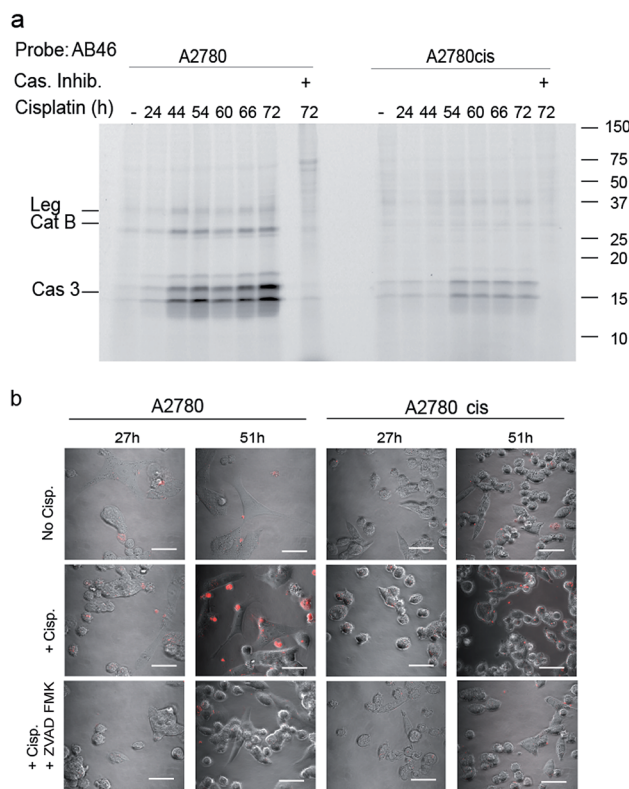 a
Probe: AB46
A2780
A2780cis
Cas. Inhib. + +
Cisplatin (h) - 24 44 54 60 66 72 72 - 24 44 54 60 66 72 72
150
75
50
37
25
20
15
10
Leg
Cat B
Cas 3
b
A2780
A2780 cis
27h 51h 27h 51h
No Cisp.
+ Cisp.
+ Cisp.
+ ZVAD FMK